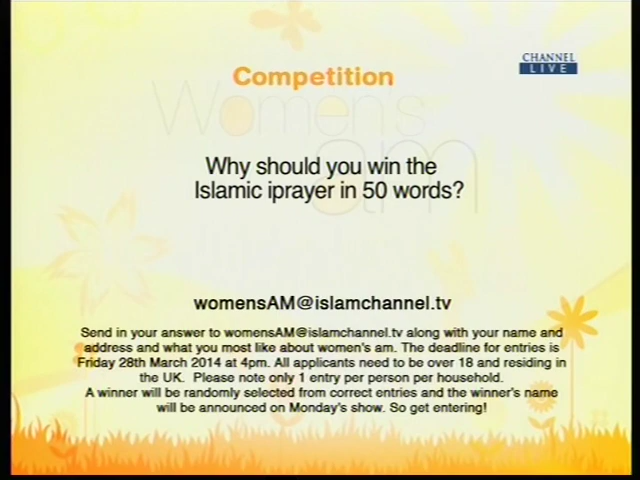 CHANNEL
LIVE
Competition
Women's
am
Why should you win the
Islamic iprayer in 50 words?
womensAM@islamchannel.tv
Send in your answer to womensAM@islamchannel.tv along with your name and
address and what you most like about women's am. The deadline for entries is
Friday 28th March 2014 at 4pm. All applicants need to be over 18 and residing in
the UK. Please note only 1 entry per person per household.
A winner will be randomly selected from correct entries and the winner's name
will be announced on Monday's show. So get entering!